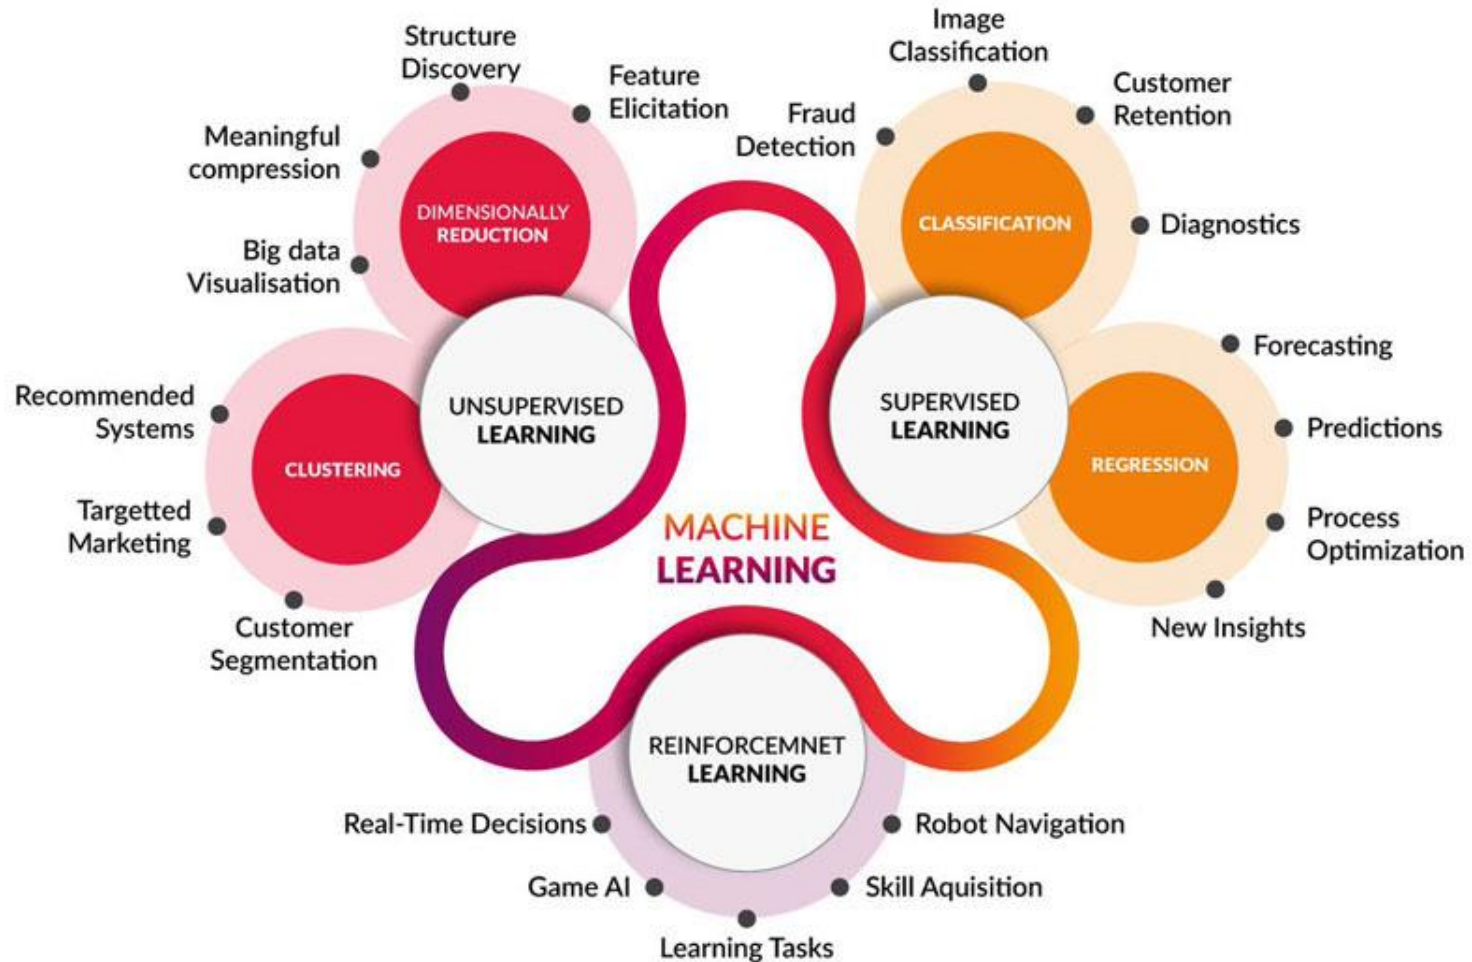 Structure
Discovery
Feature
Elicitation
Meaningful
compression
Big data
Visualisation
DIMENSIONALLY
REDUCTION
Recommended
Systems
Targetted
Marketing
Customer
Segmentation
CLUSTERING
UNSUPERVISED
LEARNING
Image
Classification
Fraud
Detection
Customer
Retention
Diagnostics
CLASSIFICATION
SUPERVISED
LEARNING
Forecasting
Predictions
Process
Optimization
New Insights
REGRESSION
MACHINE
LEARNING
REINFORCEMNET
LEARNING
Real-Time Decisions
Game AI
Learning Tasks
Skill Aquisition
Robot Navigation